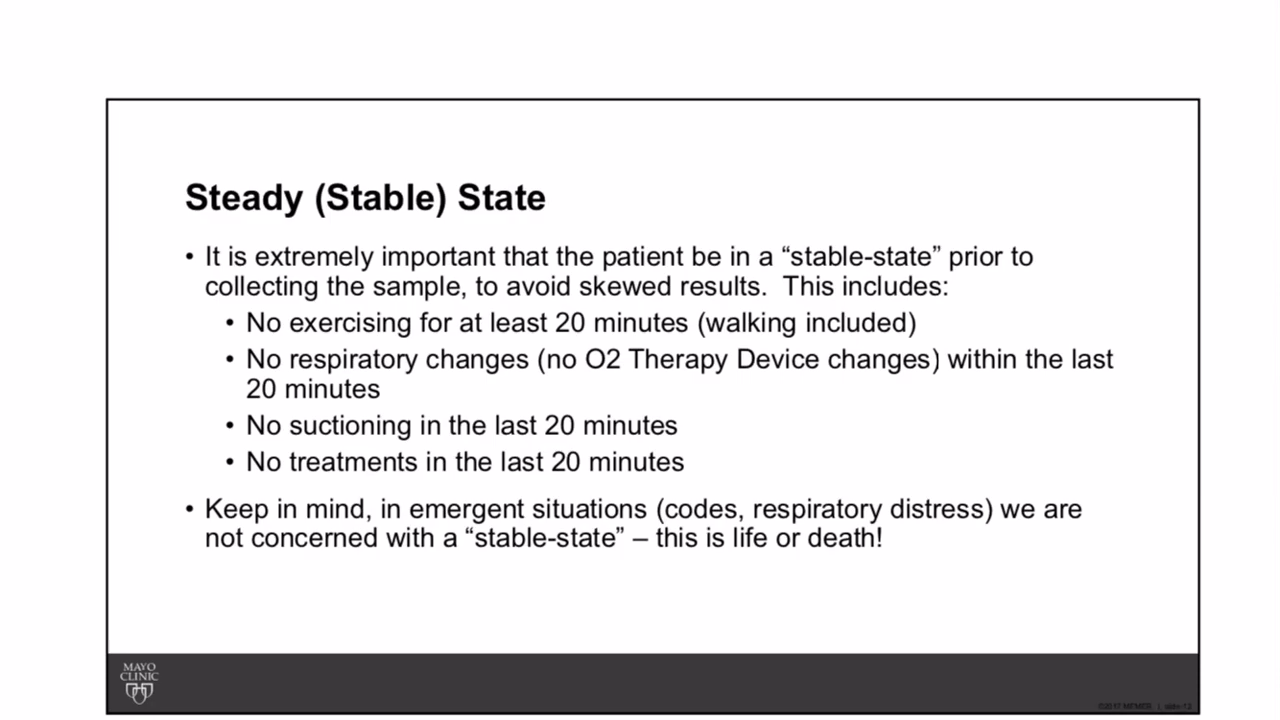 Steady (Stable) State
• It is extremely important that the patient be in a “stable-state” prior to
collecting the sample, to avoid skewed results.  This includes:
• No exercising for at least 20 minutes (walking included)
• No respiratory changes (no O2 Therapy Device changes) within the last
20 minutes
• No suctioning in the last 20 minutes
• No treatments in the last 20 minutes
• Keep in mind, in emergent situations (codes, respiratory distress) we are
not concerned with a “stable-state” – this is life or death!
MAYO
CLINIC
©2017 MFMER | slide-13